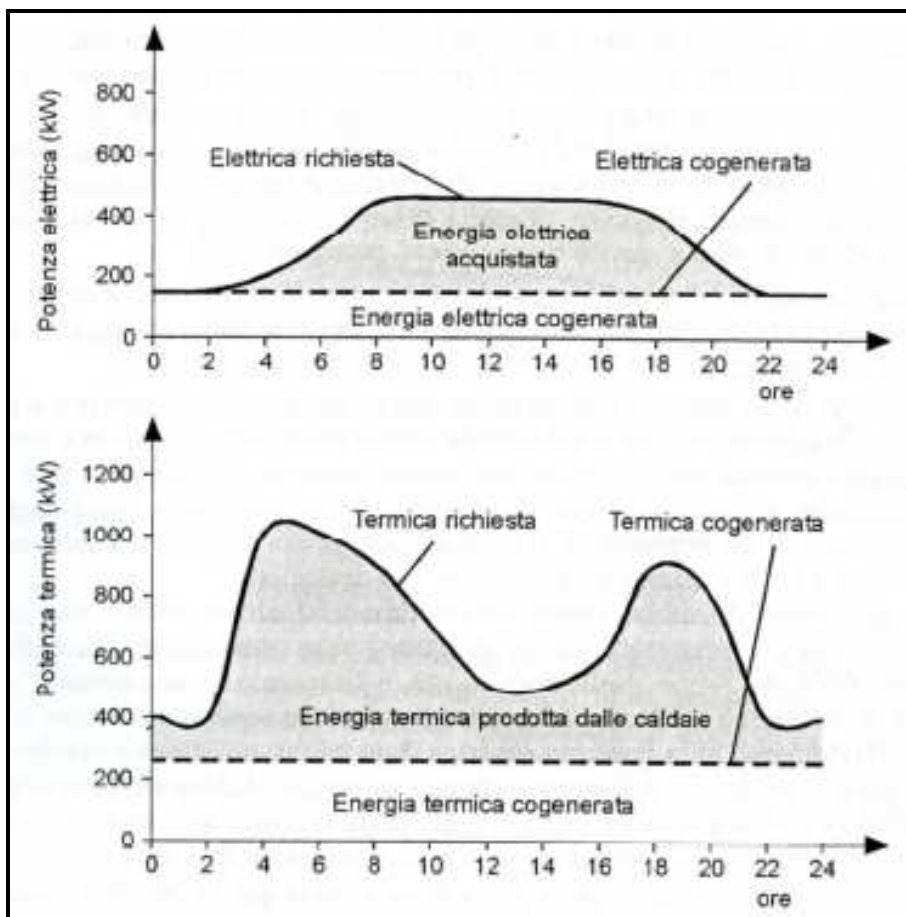 Potenza elettrica (kW)
800
600
400
200
0
Elettrica richiesta
Elettrica cogenerata
Energia elettrica
acquistata
Energia elettrica cogenerata
0 2 4 6 8 10 12 14 16 18 20 22 24
ore
Potenza termica (kW)
1200
1000
800
600
400
200
0
Termica richiesta
Termica cogenerata
Energia termica prodotta dalle caldaie
Energia termica cogenerata
0 2 4 6 8 10 12 14 16 18 20 22 24
ore